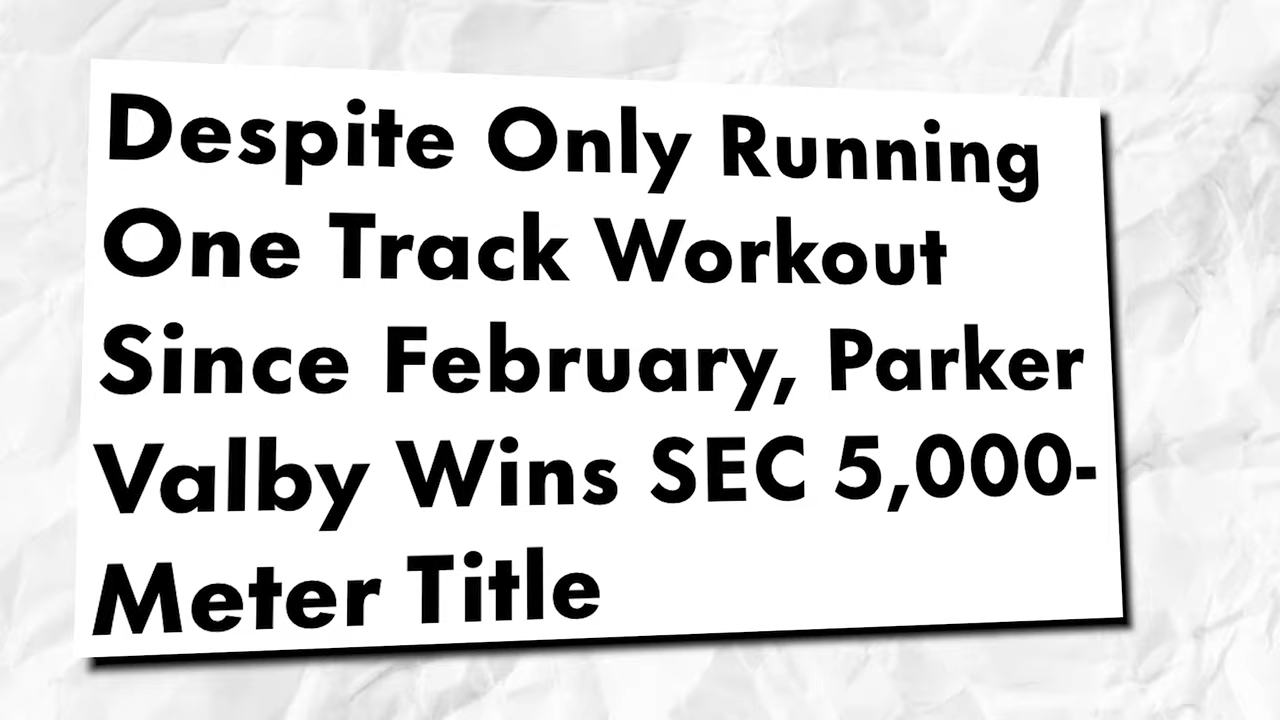 Despite Only Running
One Track Workout
Since February, Parker
Valby Wins SEC 5,000-
Meter Title